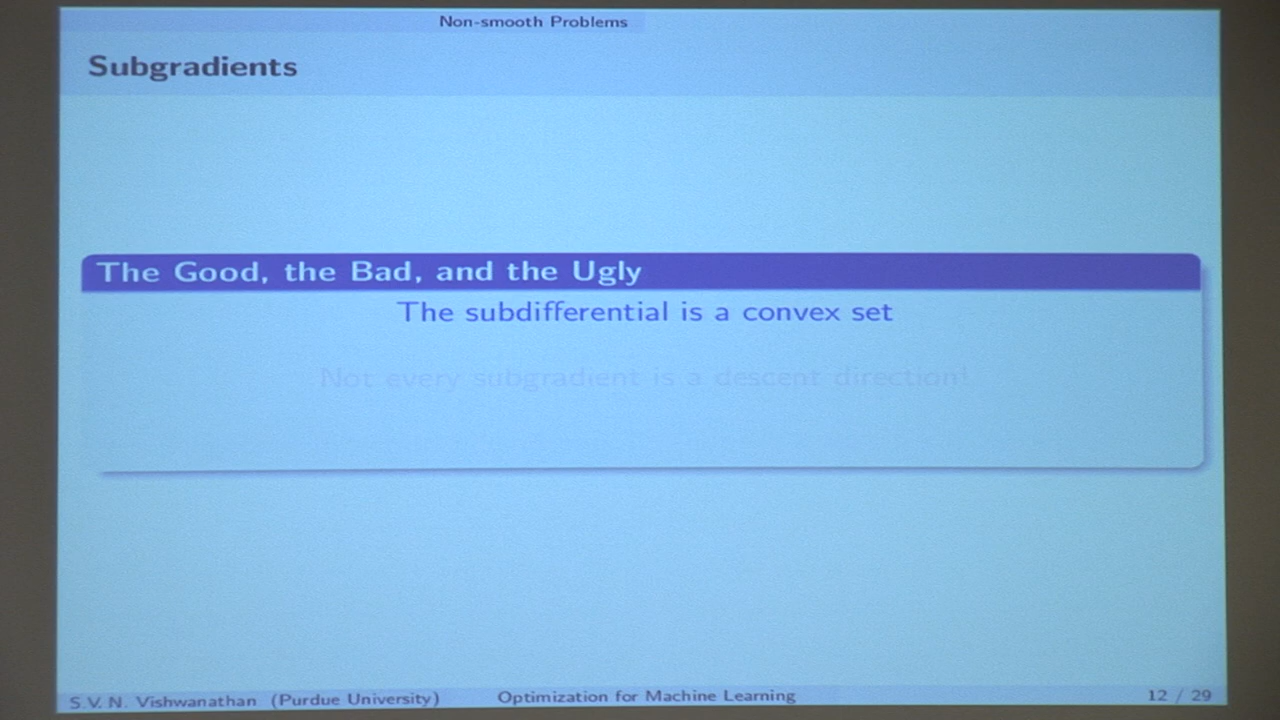 Non-smooth Problems
Subgradients
The Good, the Bad, and the Ugly
The subdifferential is a convex set
Not every subgradient is a descent direction!
S.V. N. Vishwanathan (Purdue University)
Optimization for Machine Learning
12 / 29